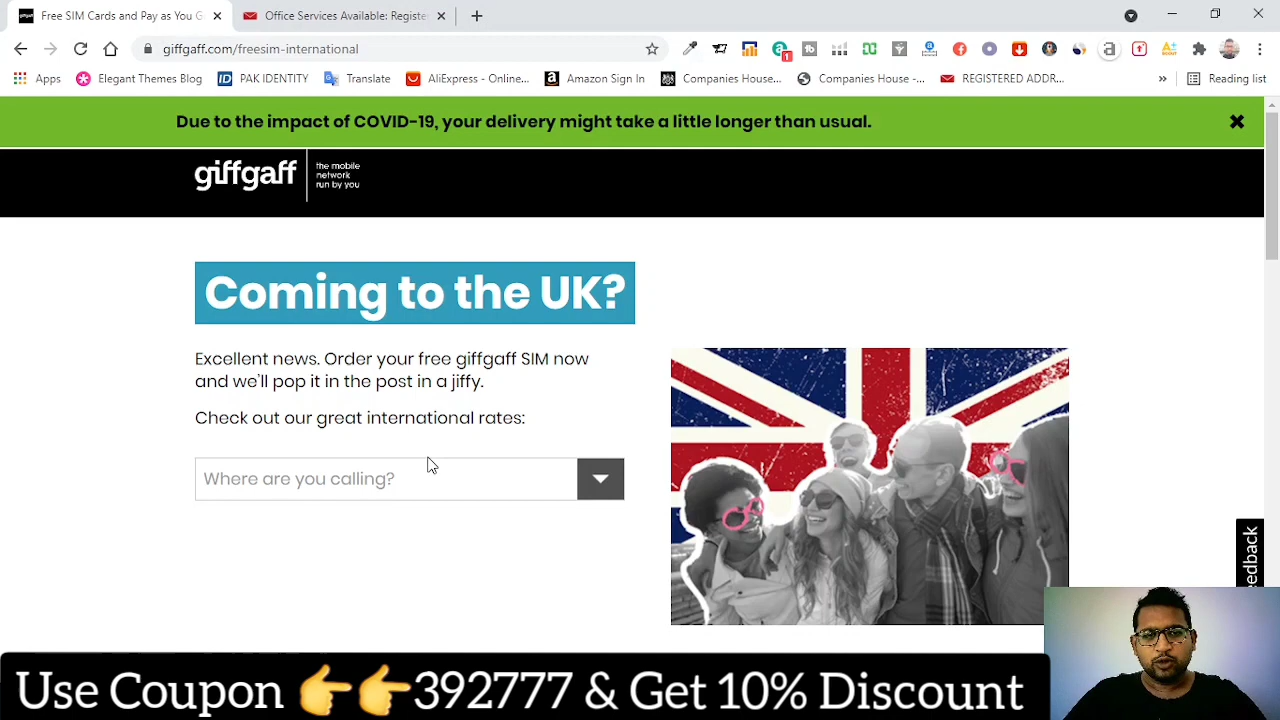 Free SIM Cards and Pay as You G
Office Services Available: Registe
giffgaff.com/freesim-international
1
Apps
Elegant Themes Blog
ID
PAK IDENTITY
Translate
AliExpress - Online...
Amazon Sign In
Companies House...
Companies House -...
REGISTERED ADDR...
»
Reading list
Due to the impact of COVID-19, your delivery might take a little longer than usual.
giffgaff
the mobile
network
run by you
Coming to the UK?
Excellent news. Order your free giffgaff SIM now
and we'll pop it in the post in a jiffy.
Check out our great international rates:
Where are you calling?
edback
Use Coupon 👉👉392777 & Get 10% Discount